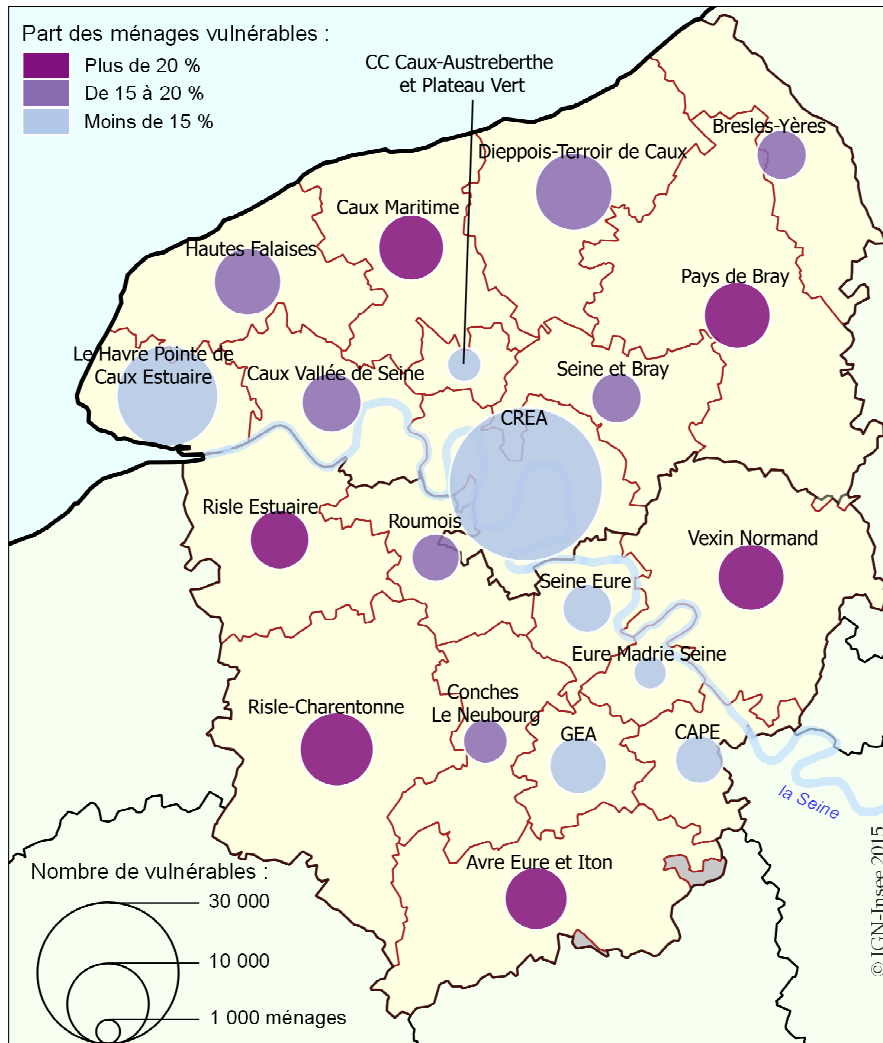 Part des ménages vulnérables :
Plus de 20 %
De 15 à 20 %
Moins de 15 %
CC Caux-Austreberthe
et Plateau Vert
Bresles-Yères
Dieppois-Terroir de Caux
Caux Maritime
Hautes Falaises
Pays de Bray
Le Havre Pointe de
Caux Estuaire
Caux Vallée de Seine
Seine et Bray
CREA
Risle Estuaire
Roumois
Vexin Normand
Seine Eure
Eure Madrie Seine
Conches
Le Neubourg
Risle-Charentonne
GEA
CAPE
la Seine
Avre Eure et Iton
Nombre de vulnérables :
30 000
10 000
1 000 ménages
© IGN-Insee 2015